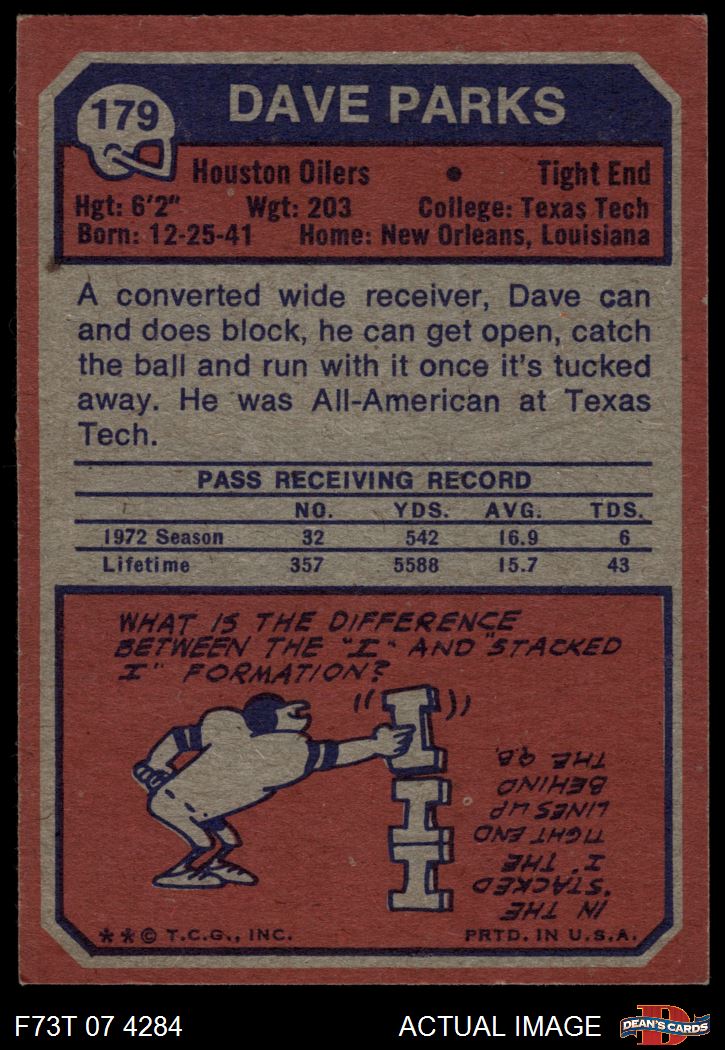 179
DAVE PARKS
Houston Oilers • Tight End
Hgt: 6'2" Wgt: 203 College: Texas Tech
Born: 12-25-41 Home: New Orleans, Louisiana
A converted wide receiver, Dave can
and does block, he can get open, catch
the ball and run with it once it's tucked
away. He was All-American at Texas
Tech.
PASS RECEIVING RECORD
NO. YDS. AVG. TDS.
1972 Season 32 542 16.9 6
Lifetime 357 5588 15.7 43
WHAT IS THE DIFFERENCE
BETWEEN THE "I" AND "STACKED
I" FORMATION?
I
I
I
IN THE
"STACKED
I" THE
TIGHT END
LINES UP
BEHIND
THE Q.B.
**© T.C.G., INC. PRTD. IN U.S.A.
F73T 07 4284 ACTUAL IMAGE
D
DEAN'S CARDS